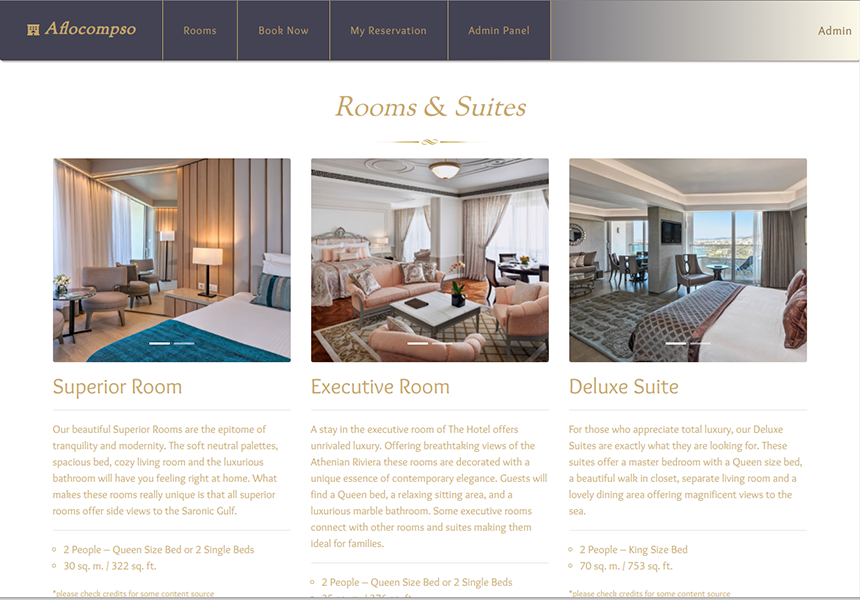 Aflocompso
Rooms
Book Now
My Reservation
Admin Panel
Admin
Rooms & Suites
Superior Room
Our beautiful Superior Rooms are the epitome of
tranquility and modernity. The soft neutral palettes,
spacious bed, cozy living room and the luxurious
bathroom will have you feeling right at home. What
makes these rooms really unique is that all superior
rooms offer side views to the Saronic Gulf.
2 People – Queen Size Bed or 2 Single Beds
30 sq. m. / 322 sq. ft.
*please check credits for some content source
Executive Room
A stay in the executive room of The Hotel offers
unrivaled luxury. Offering breathtaking views of the
Athenian Riviera these rooms are decorated with a
unique essence of contemporary elegance. Guests will
find a Queen bed, a relaxing sitting area, and a
luxurious marble bathroom. Some executive rooms
connect with other rooms and suites making them
ideal for families.
2 People – Queen Size Bed or 2 Single Beds
Deluxe Suite
For those who appreciate total luxury, our Deluxe
Suites are exactly what they are looking for. These
suites offer a master bedroom with a Queen size bed,
a beautiful walk in closet, separate living room and a
lovely dining area offering magnificent views to the
sea.
2 People – King Size Bed
70 sq. m. / 753 sq. ft.
*please check credits for some content source